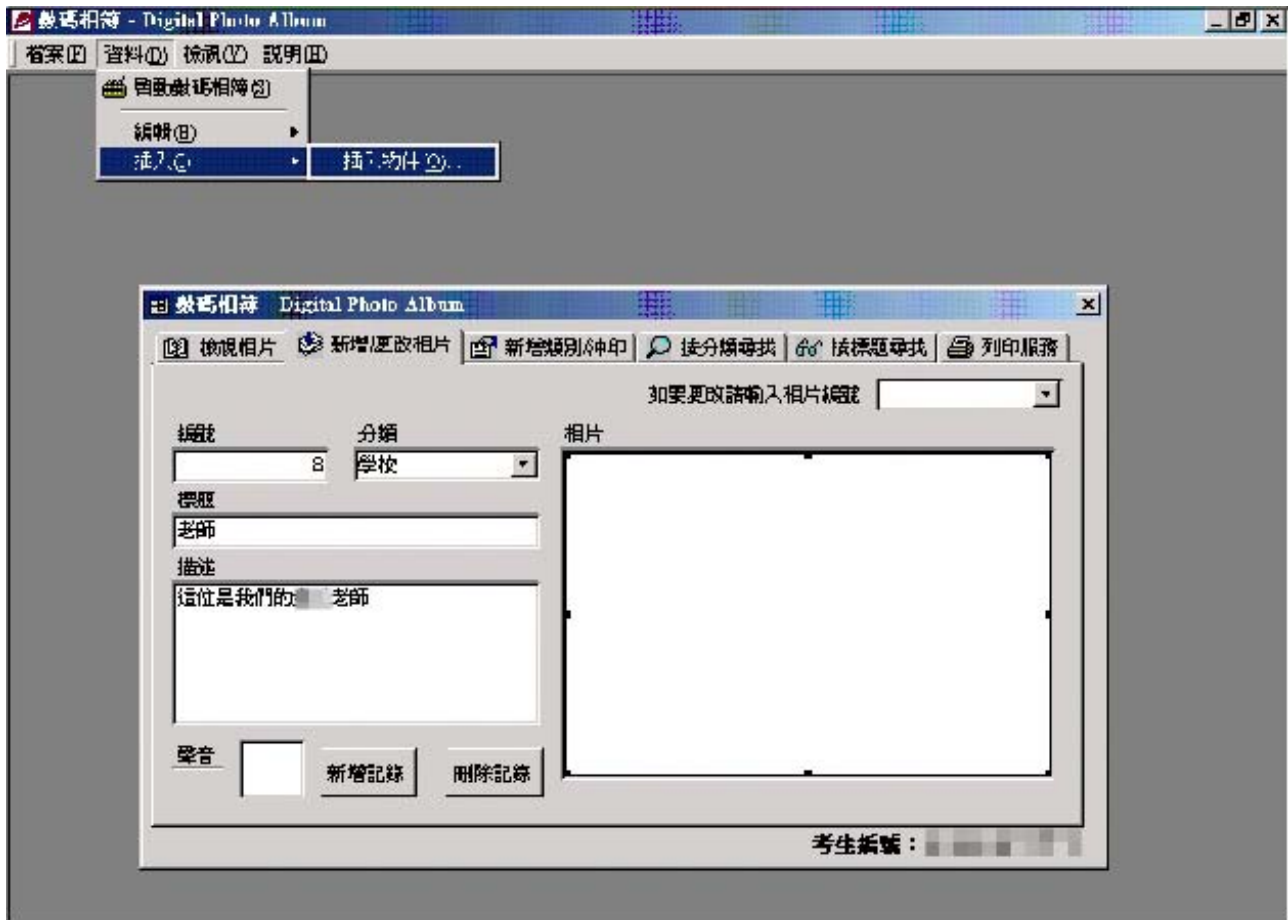 數碼相簿 - Digital Photo Album
檔案(F) 資料(D) 檢視(V) 說明(H)
啓動數碼相簿(S)
編輯(E)
插入(I) 插入物件(O)...
數碼相簿 Digital Photo Album
檢視相片 新增/更改相片 新增類別/沖印 按分類尋找 按標題尋找 列印服務
如要更改請輸入相片編號
編號 分類 相片
8 學校
標題
老師
描述
這位是我們的 老師
聲音 新增記錄 刪除記錄
考生編號：